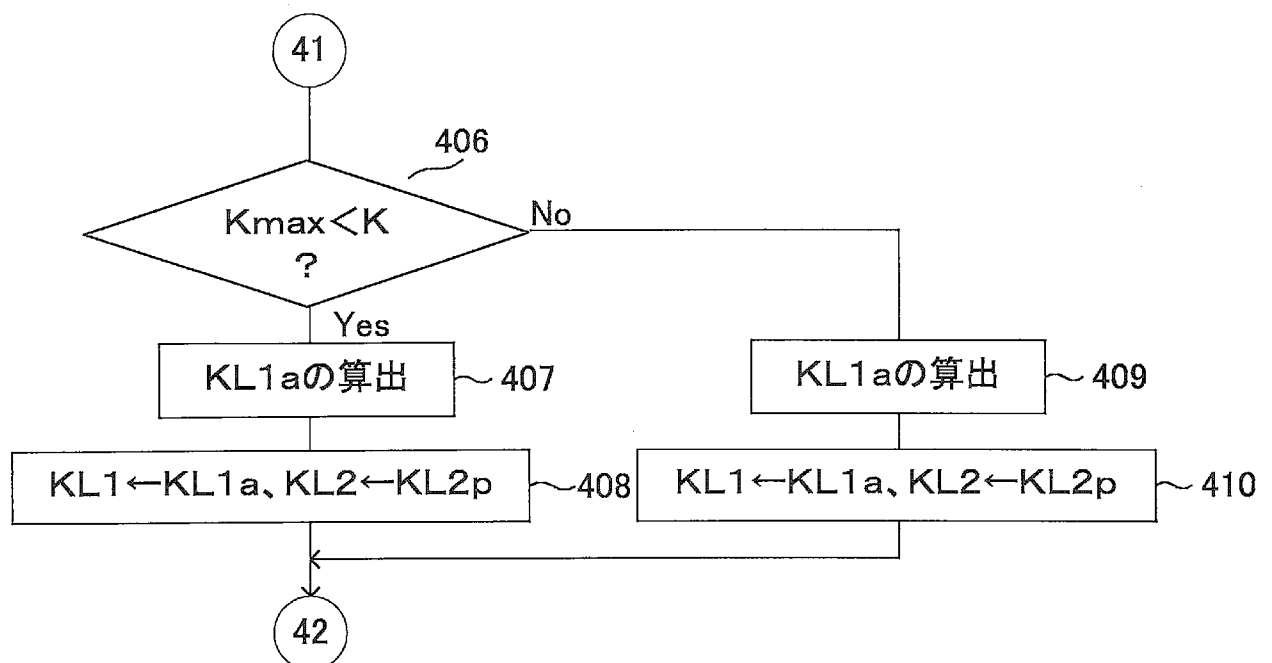 41
406
Kmax<K
?
No
Yes
KL1aの算出
407
KL1aの算出
409
KL1←KL1a、KL2←KL2p
408
KL1←KL1a、KL2←KL2p
410
42